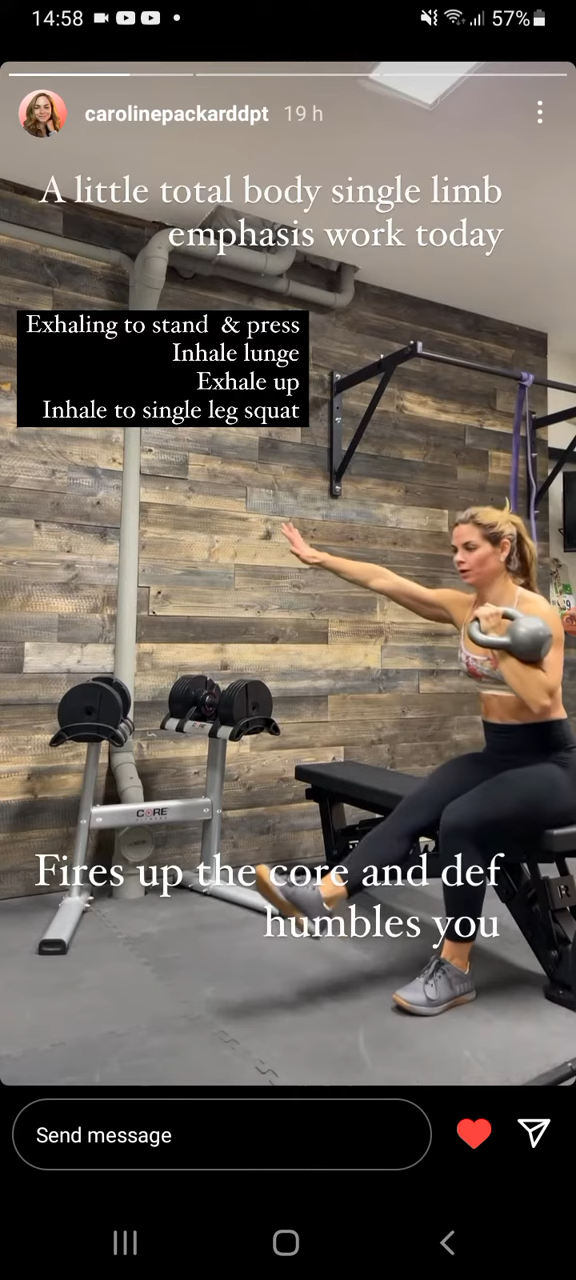 14:58
57%
carolinepackarddpt 19 h
A little total body single limb
emphasis work today
Exhaling to stand & press
Inhale lunge
Exhale up
Inhale to single leg squat
CORE
FITNESS
Fires up the core and def
humbles you
Send message